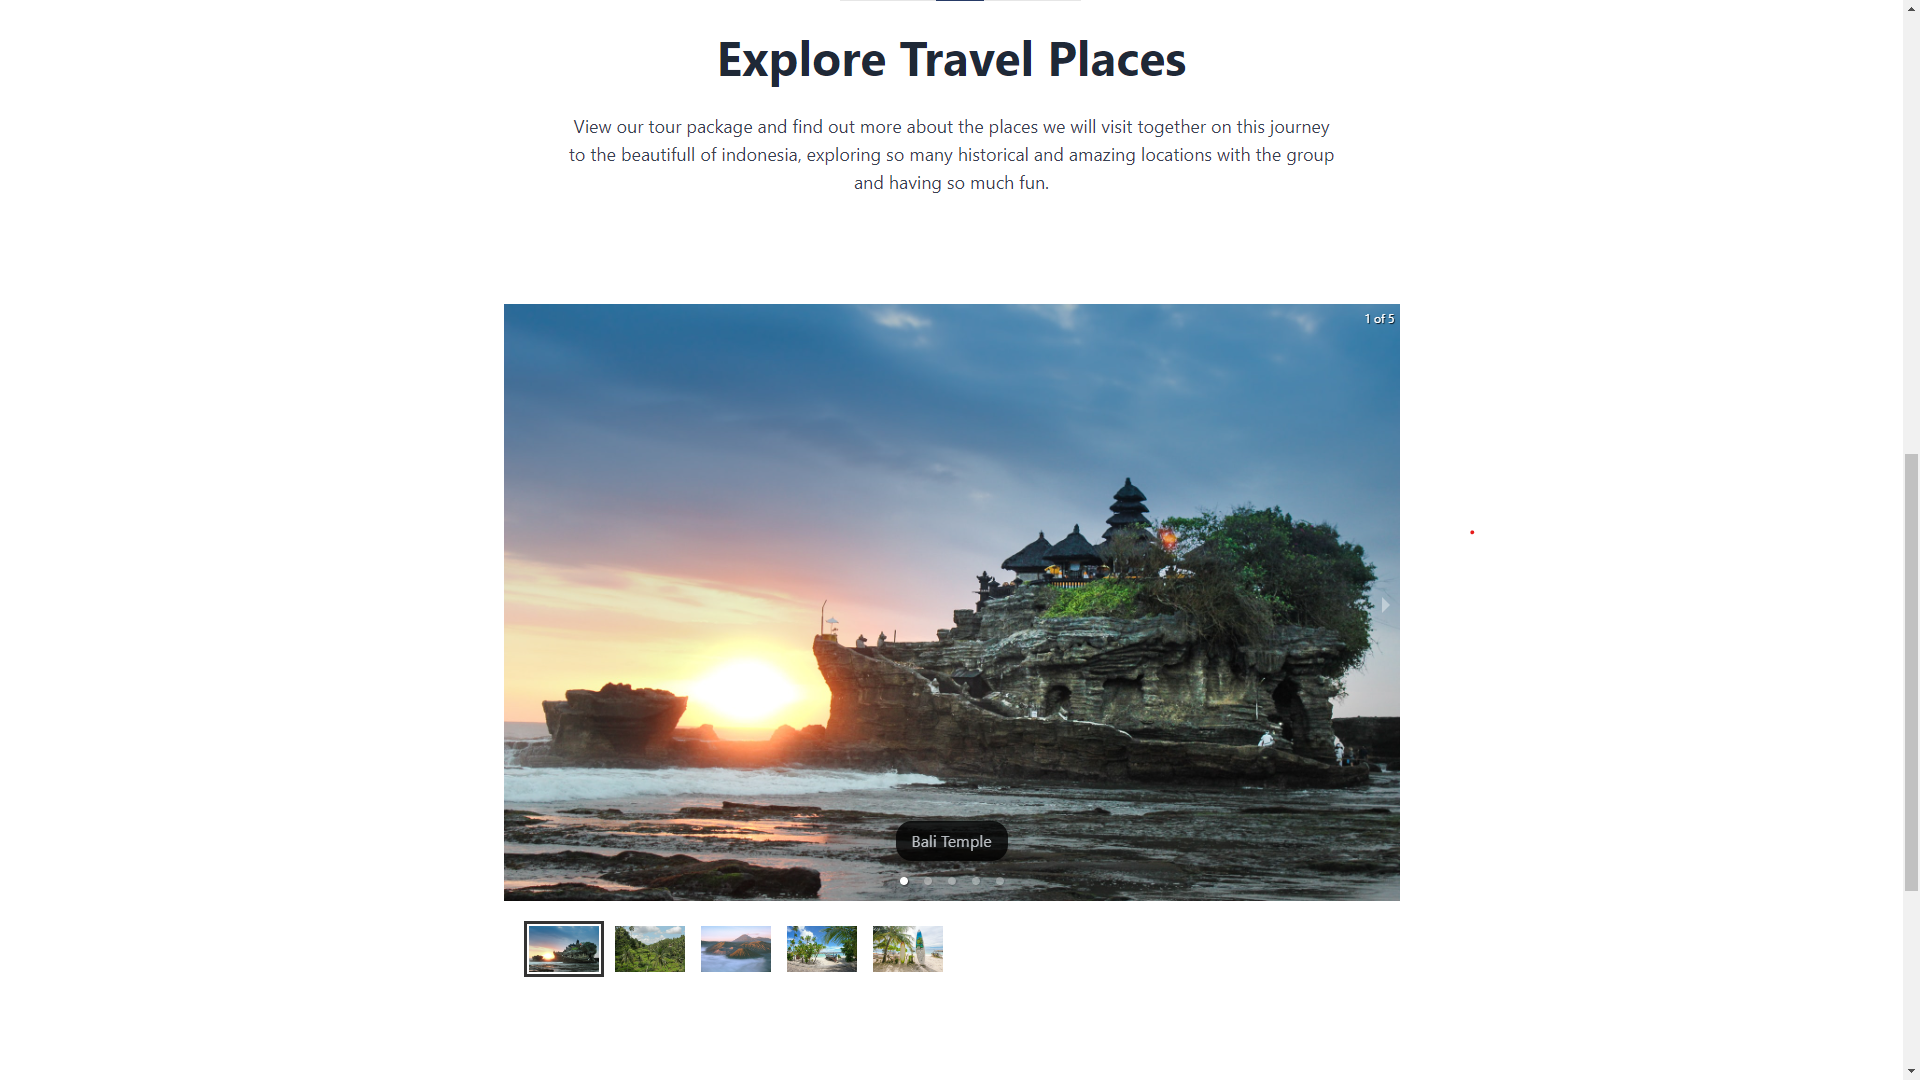 Explore Travel Places
View our tour package and find out more about the places we will visit together on this journey
to the beautifull of indonesia, exploring so many historical and amazing locations with the group
and having so much fun.
1 of 5
Bali Temple